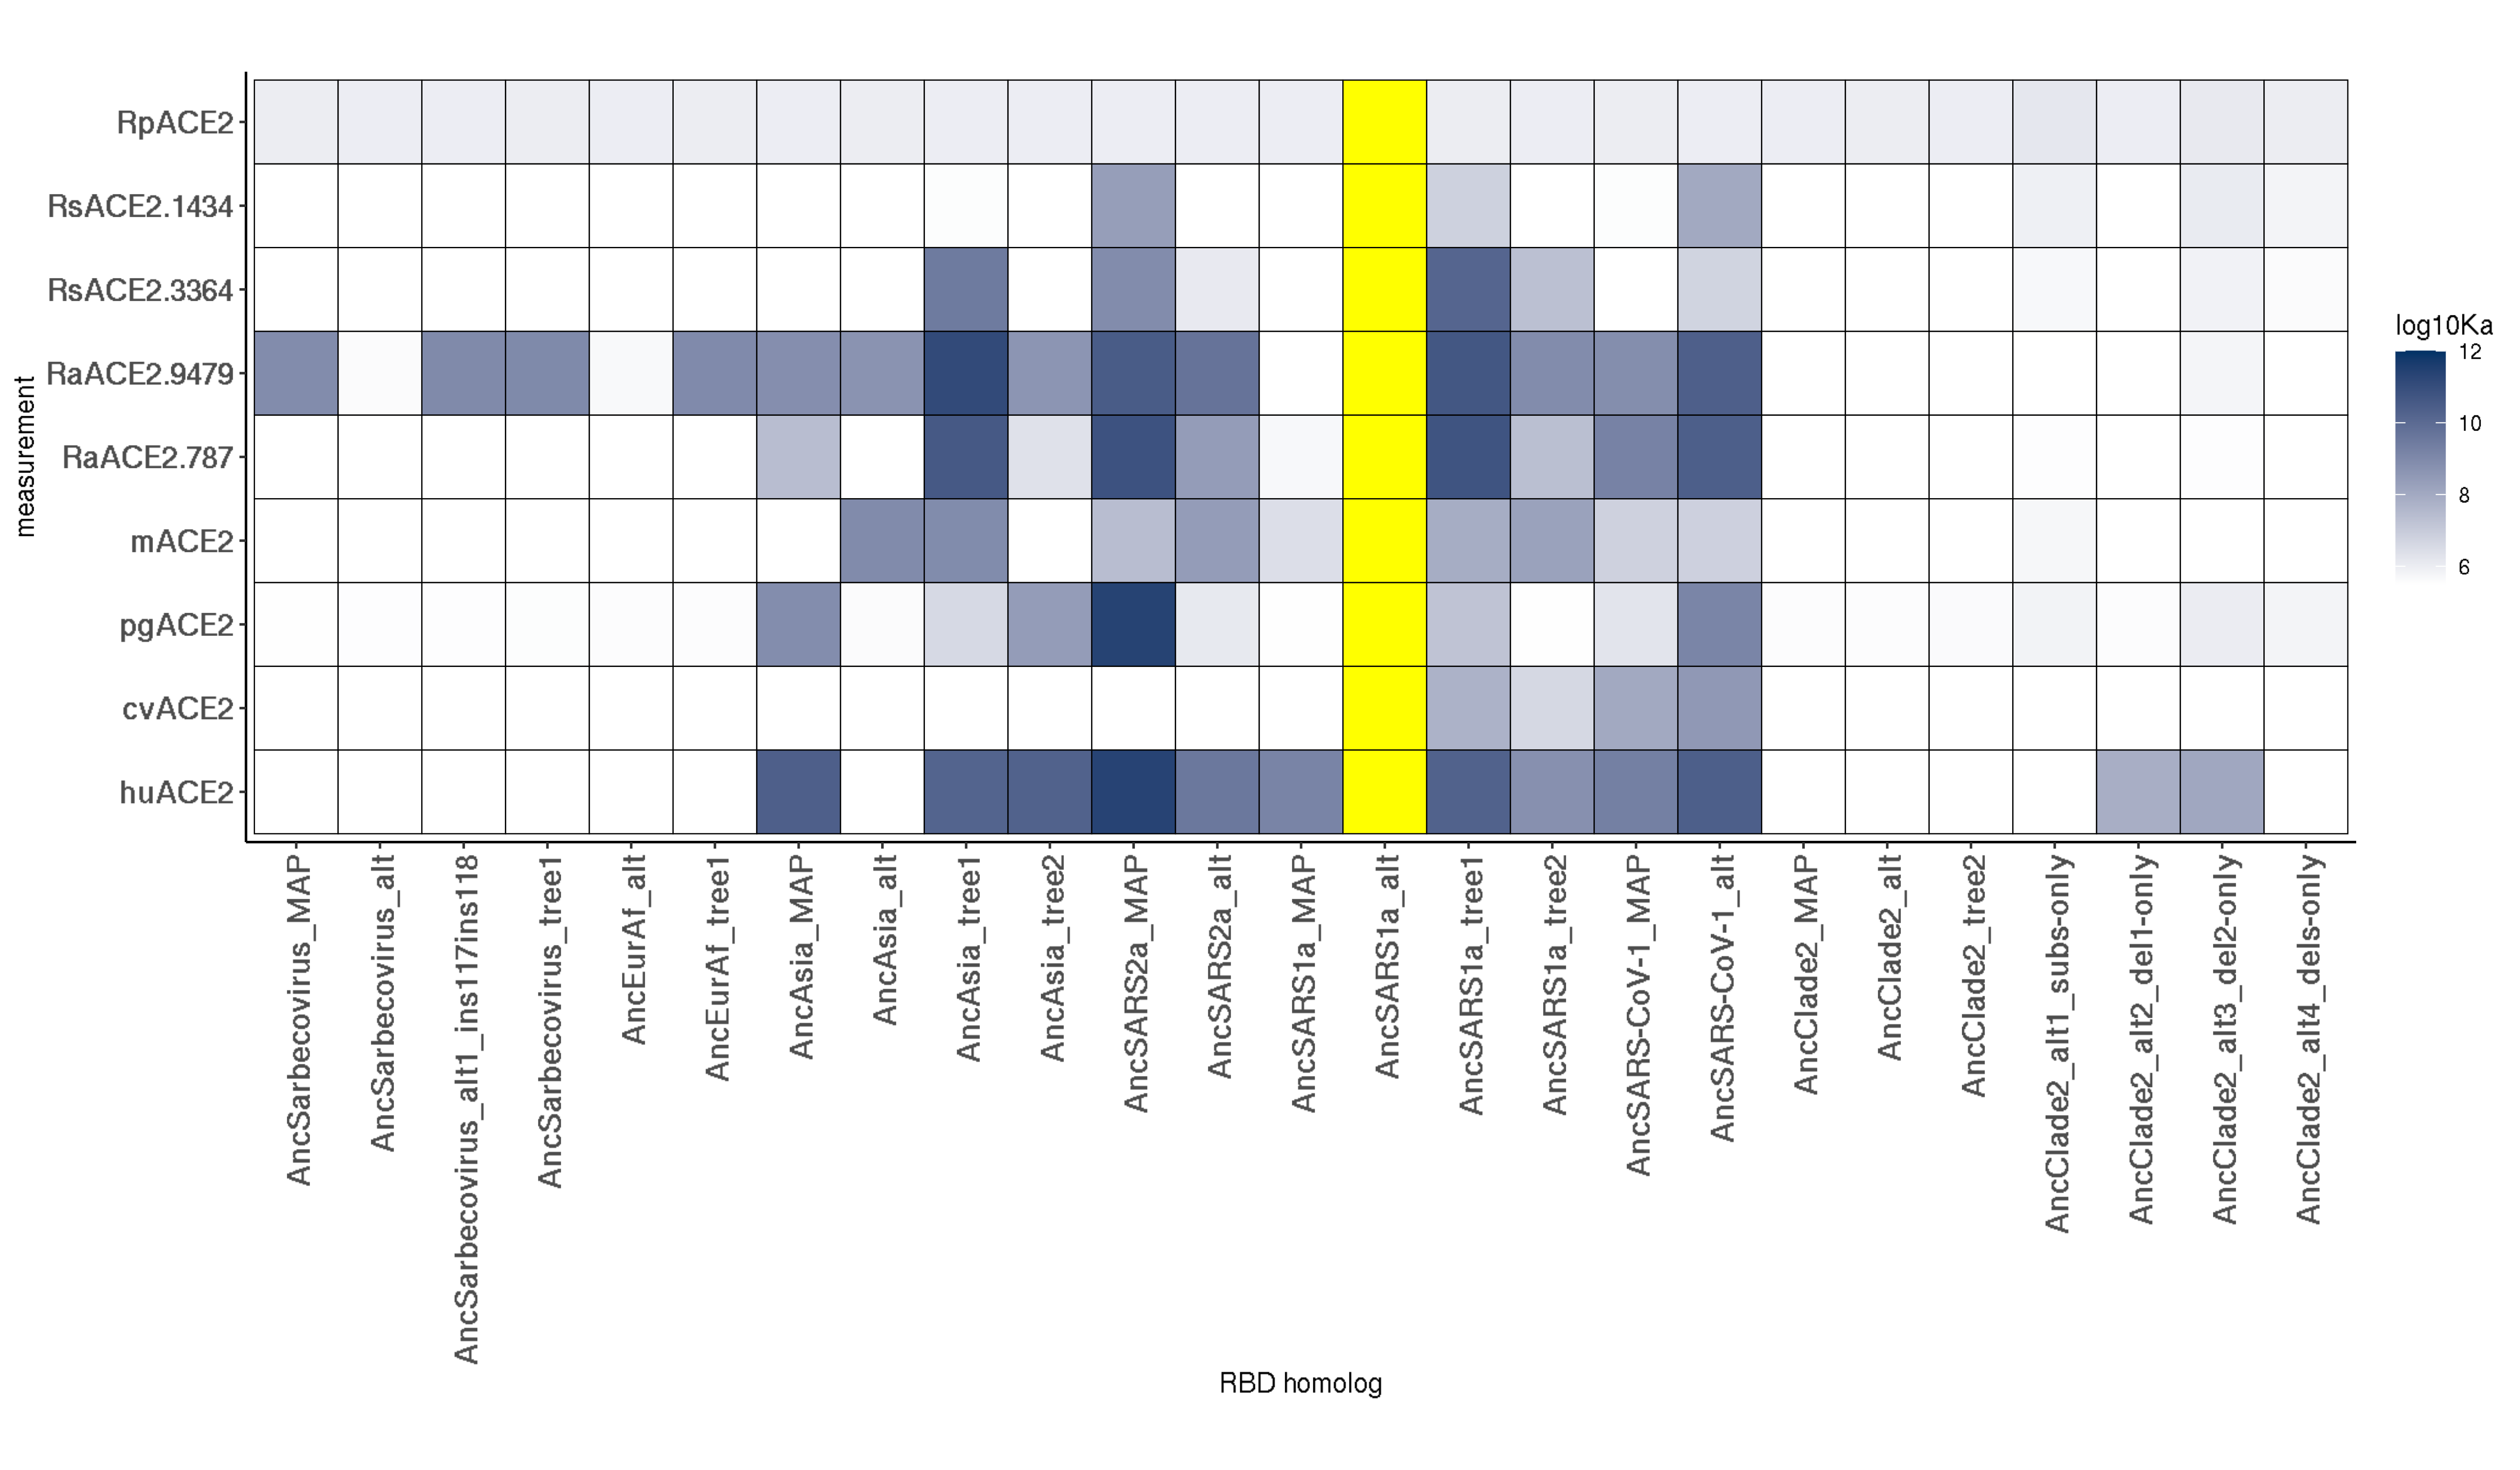 RpACE2
RsACE2.1434
RsACE2.3364
RaACE2.9479
RaACE2.787
mACE2
pgACE2
cvACE2
huACE2
measurement
AncSarbecovirus_MAP
AncSarbecovirus_alt
AncSarbecovirus_alt1_ins117ins118
AncSarbecovirus_tree1
AncEurAf_alt
AncEurAf_tree1
AncAsia_MAP
AncAsia_alt
AncAsia_tree1
AncAsia_tree2
AncSARS2a_MAP
AncSARS2a_alt
AncSARS1a_MAP
AncSARS1a_alt
AncSARS1a_tree1
AncSARS1a_tree2
AncSARS-CoV-1_MAP
AncSARS-CoV-1_alt
AncClade2_MAP
AncClade2_alt
AncClade2_tree2
AncClade2_alt1_subs-only
AncClade2_alt2_del1-only
AncClade2_alt3_del2-only
AncClade2_alt4_dels-only
RBD homolog
log10Ka
12
10
8
6